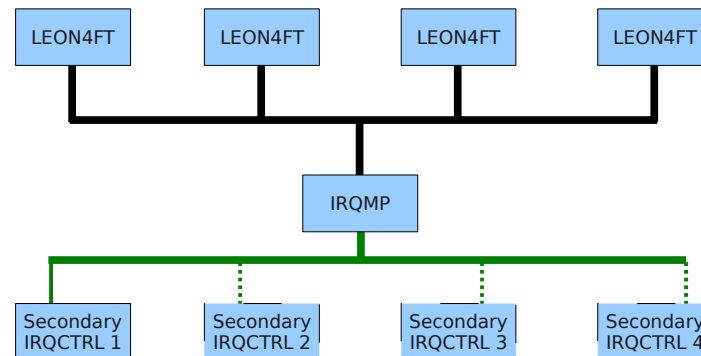 LEON4FT
LEON4FT
LEON4FT
LEON4FT
IRQMP
Secondary
IRQCTRL 1
Secondary
IRQCTRL 2
Secondary
IRQCTRL 3
Secondary
IRQCTRL 4